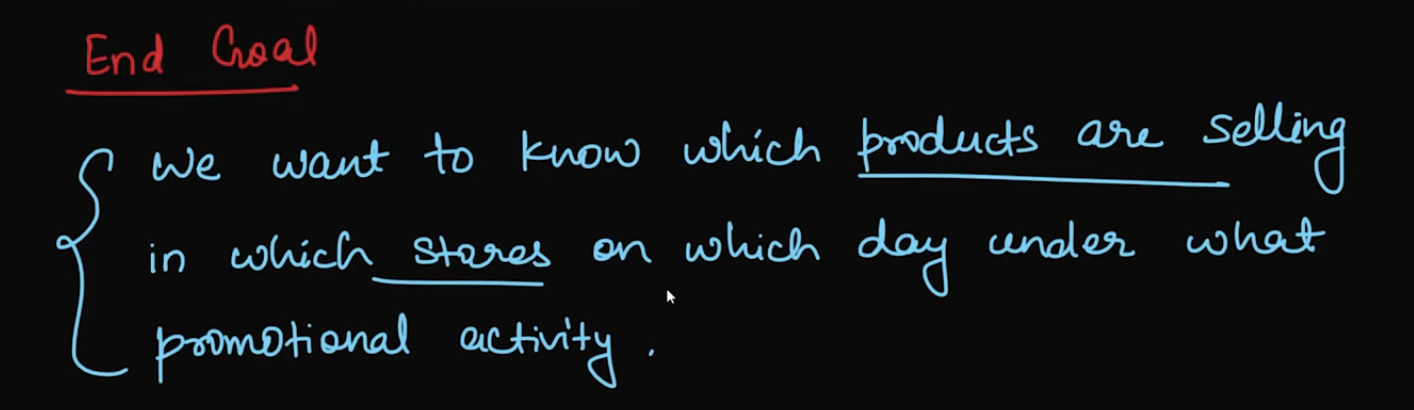 End Goal
we want to know which products are selling
in which stores on which day under what
promotional activity.